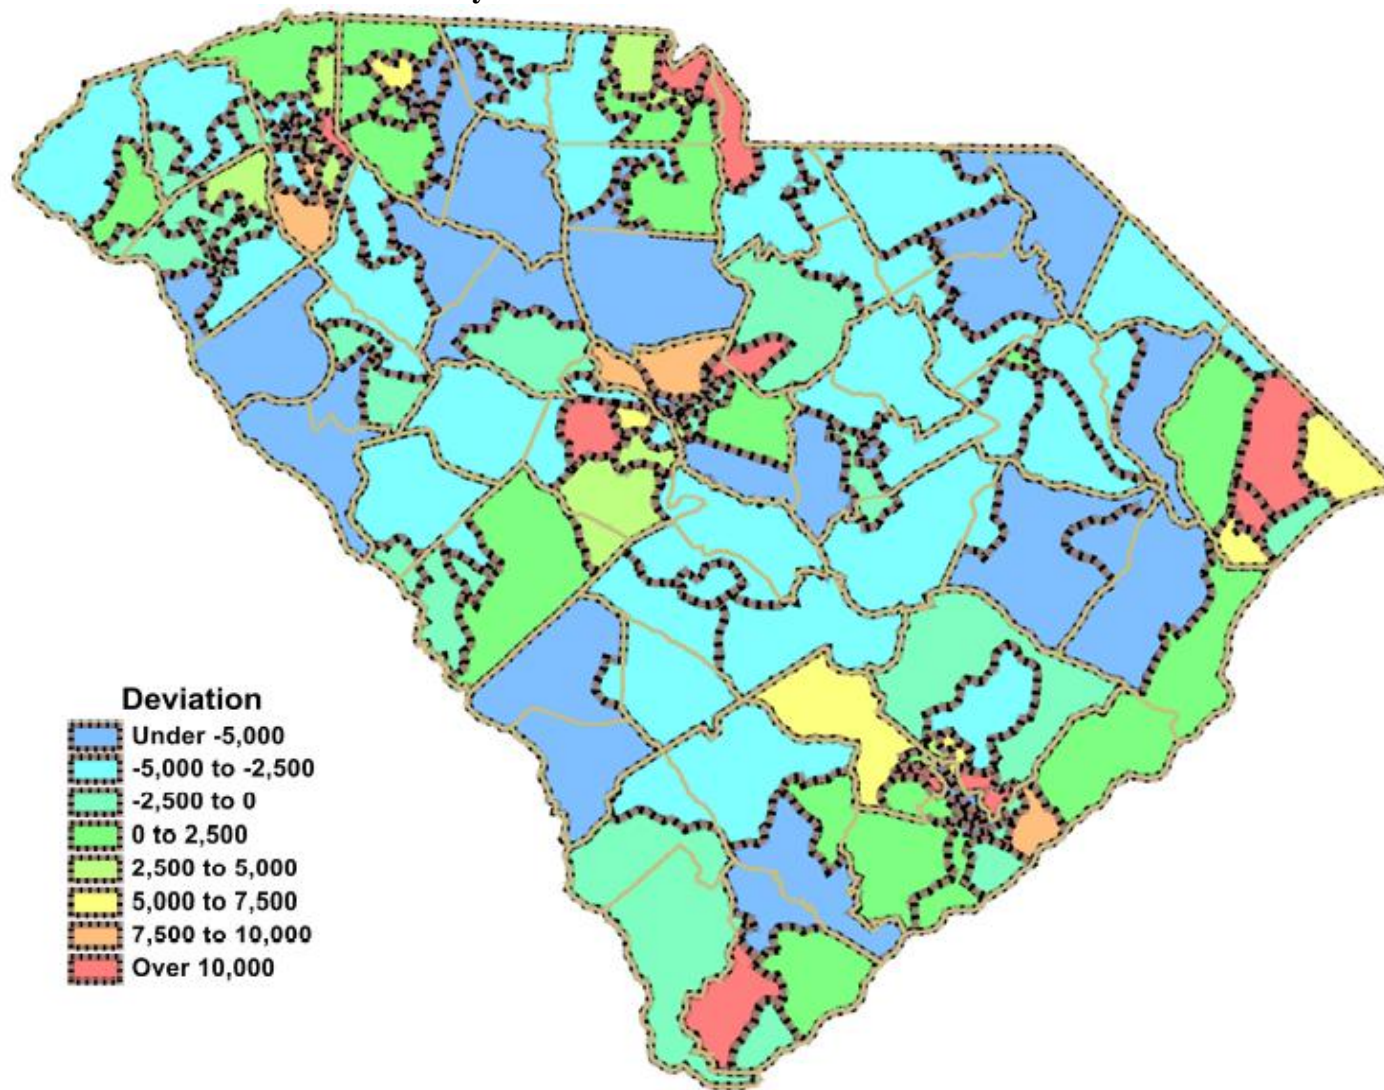 Deviation
Under -5,000
-5,000 to -2,500
-2,500 to 0
0 to 2,500
2,500 to 5,000
5,000 to 7,500
7,500 to 10,000
Over 10,000